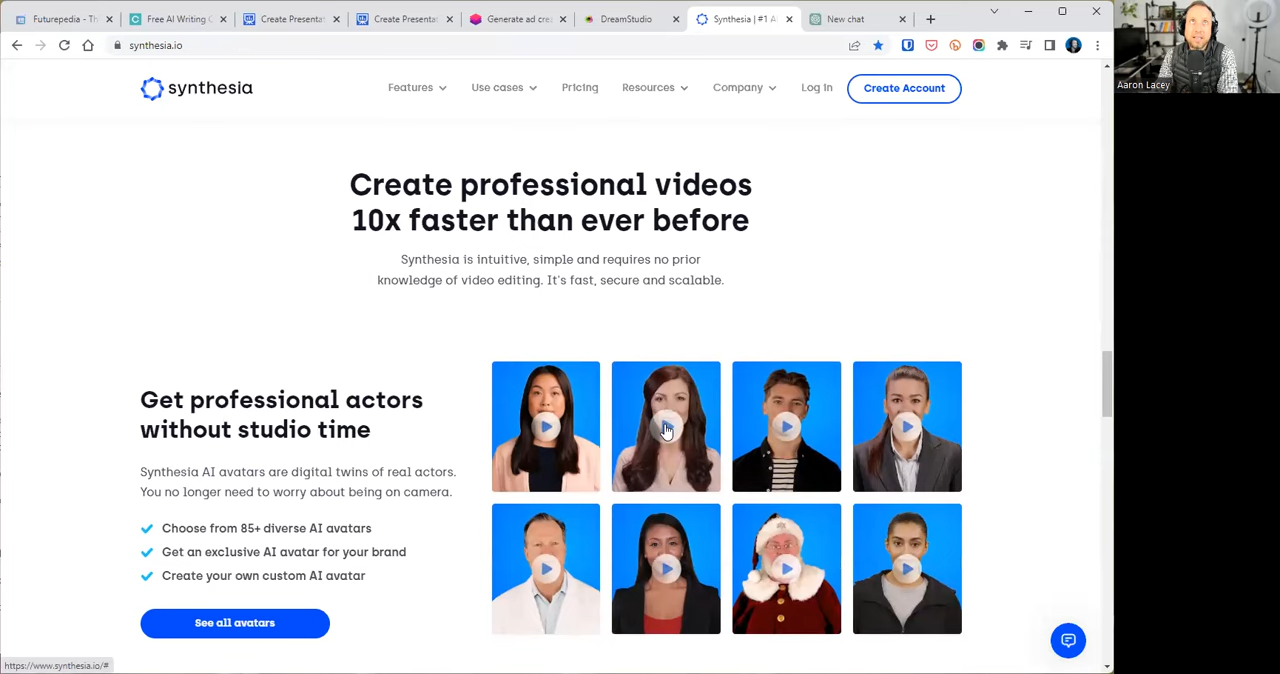 Futurepedia - Th
Free AI Writing
Create Presenta
Create Presenta
Generate ad cre
DreamStudio
Synthesia | #1 A
New chat
synthesia.io
Aaron Lacey
synthesia
Features
Use cases
Pricing
Resources
Company
Log in
Create Account
Create professional videos
10x faster than ever before
Synthesia is intuitive, simple and requires no prior
knowledge of video editing. It's fast, secure and scalable.
Get professional actors
without studio time
Synthesia AI avatars are digital twins of real actors.
You no longer need to worry about being on camera.
Choose from 85+ diverse AI avatars
Get an exclusive AI avatar for your brand
Create your own custom AI avatar
See all avatars
https://www.synthesia.io/#